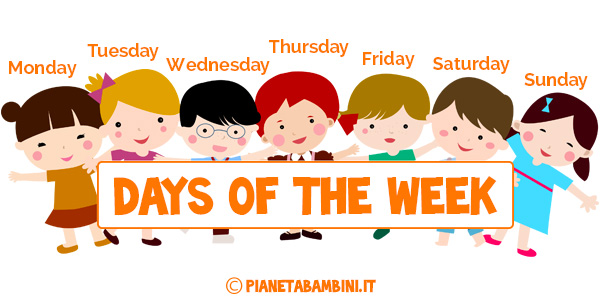 Monday
Tuesday
Wednesday
Thursday
Friday
Saturday
Sunday
DAYS OF THE WEEK
© PIANETABAMBINI.IT